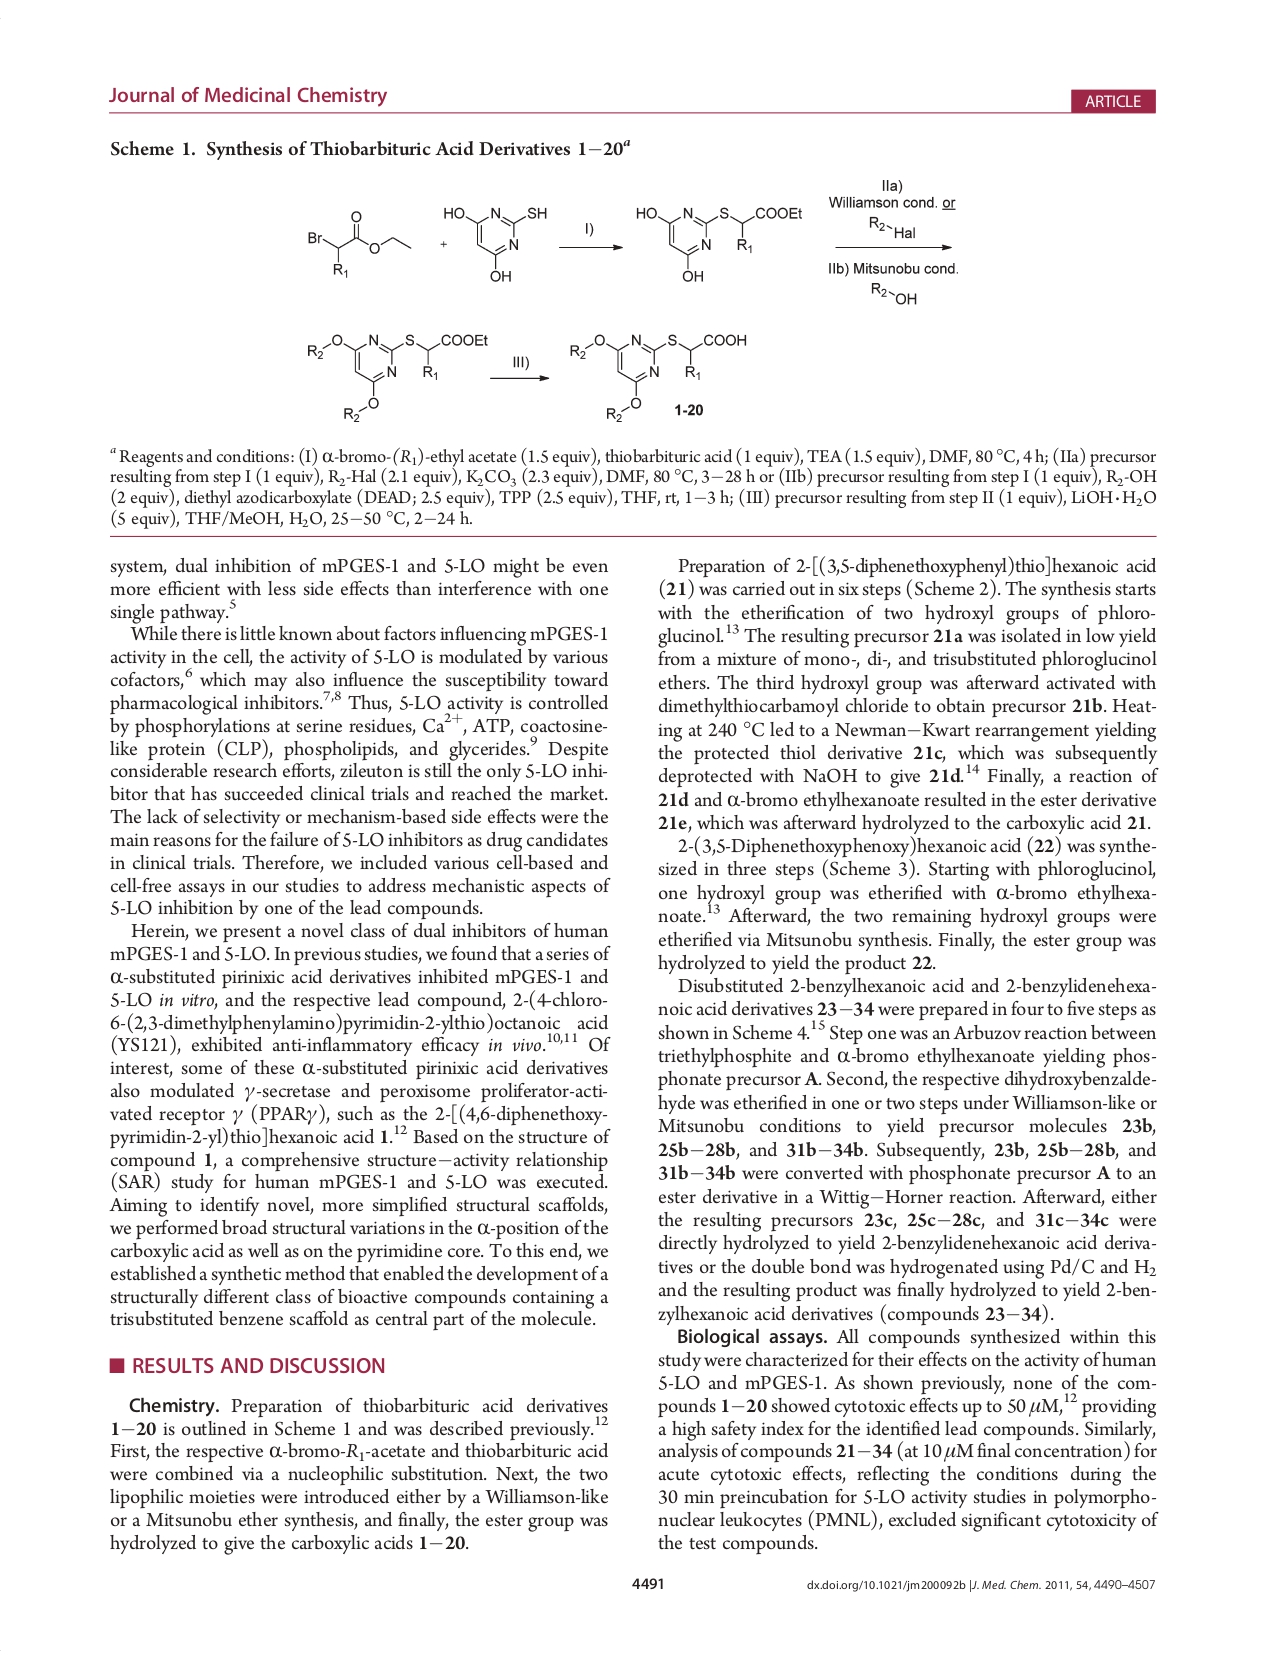 Journal of Medicinal Chemistry
ARTICLE
Scheme 1. Synthesis of Thiobarbituric Acid Derivatives 1−20a
Br
O
O
R1
+
HO
N
SH
N
OH
I)
HO
N
S
COOEt
N
R1
OH
IIa)
Williamson cond. or
R2
Hal
IIb) Mitsunobu cond.
R2
OH
R2
O
N
S
COOEt
N
R1
R2
O
III)
R2
O
N
S
COOH
N
R1
R2
O
1-20
a Reagents and conditions: (I) α-bromo-(R1)-ethyl acetate (1.5 equiv), thiobarbituric acid (1 equiv), TEA (1.5 equiv), DMF, 80 °C, 4 h; (IIa) precursor
resulting from step I (1 equiv), R2-Hal (2.1 equiv), K2CO3 (2.3 equiv), DMF, 80 °C, 3−28 h or (IIb) precursor resulting from step I (1 equiv), R2-OH
(2 equiv), diethyl azodicarboxylate (DEAD; 2.5 equiv), TPP (2.5 equiv), THF, rt, 1−3 h; (III) precursor resulting from step II (1 equiv), LiOH·H2O
(5 equiv), THF/MeOH, H2O, 25−50 °C, 2−24 h.
system, dual inhibition of mPGES-1 and 5-LO might be even
more efficient with less side effects than interference with one
single pathway.5
While there is little known about factors influencing mPGES-1
activity in the cell, the activity of 5-LO is modulated by various
cofactors,6 which may also influence the susceptibility toward
pharmacological inhibitors.7,8 Thus, 5-LO activity is controlled
by phosphorylations at serine residues, Ca2+, ATP, coactosine-
like protein (CLP), phospholipids, and glycerides.9 Despite
considerable research efforts, zileuton is still the only 5-LO inhi-
bitor that has succeeded clinical trials and reached the market.
The lack of selectivity or mechanism-based side effects were the
main reasons for the failure of 5-LO inhibitors as drug candidates
in clinical trials. Therefore, we included various cell-based and
cell-free assays in our studies to address mechanistic aspects of
5-LO inhibition by one of the lead compounds.
Herein, we present a novel class of dual inhibitors of human
mPGES-1 and 5-LO. In previous studies, we found that a series of
α-substituted pirinixic acid derivatives inhibited mPGES-1 and
5-LO in vitro, and the respective lead compound, 2-(4-chloro-
6-(2,3-dimethylphenylamino)pyrimidin-2-ylthio)octanoic acid
(YS121), exhibited anti-inflammatory efficacy in vivo.10,11 Of
interest, some of these α-substituted pirinixic acid derivatives
also modulated γ-secretase and peroxisome proliferator-acti-
vated receptor γ (PPARγ), such as the 2-[(4,6-diphenethoxy-
pyrimidin-2-yl)thio]hexanoic acid 1.12 Based on the structure of
compound 1, a comprehensive structure−activity relationship
(SAR) study for human mPGES-1 and 5-LO was executed.
Aiming to identify novel, more simplified structural scaffolds,
we performed broad structural variations in the α-position of the
carboxylic acid as well as on the pyrimidine core. To this end, we
established a synthetic method that enabled the development of a
structurally different class of bioactive compounds containing a
trisubstituted benzene scaffold as central part of the molecule.
■ RESULTS AND DISCUSSION
Chemistry. Preparation of thiobarbituric acid derivatives
1−20 is outlined in Scheme 1 and was described previously.12
First, the respective α-bromo-R1-acetate and thiobarbituric acid
were combined via a nucleophilic substitution. Next, the two
lipophilic moieties were introduced either by a Williamson-like
or a Mitsunobu ether synthesis, and finally, the ester group was
hydrolyzed to give the carboxylic acids 1−20.
Preparation of 2-[(3,5-diphenethoxyphenyl)thio]hexanoic acid
(21) was carried out in six steps (Scheme 2). The synthesis starts
with the etherification of two hydroxyl groups of phloro-
glucinol.13 The resulting precursor 21a was isolated in low yield
from a mixture of mono-, di-, and trisubstituted phloroglucinol
ethers. The third hydroxyl group was afterward activated with
dimethylthiocarbamoyl chloride to obtain precursor 21b. Heat-
ing at 240 °C led to a Newman−Kwart rearrangement yielding
the protected thiol derivative 21c, which was subsequently
deprotected with NaOH to give 21d.14 Finally, a reaction of
21d and α-bromo ethylhexanoate resulted in the ester derivative
21e, which was afterward hydrolyzed to the carboxylic acid 21.
2-(3,5-Diphenethoxyphenoxy)hexanoic acid (22) was synthe-
sized in three steps (Scheme 3). Starting with phloroglucinol,
one hydroxyl group was etherified with α-bromo ethylhexa-
noate.13 Afterward, the two remaining hydroxyl groups were
etherified via Mitsunobu synthesis. Finally, the ester group was
hydrolyzed to yield the product 22.
Disubstituted 2-benzylhexanoic acid and 2-benzylidenehexa-
noic acid derivatives 23−34 were prepared in four to five steps as
shown in Scheme 4.15 Step one was an Arbuzov reaction between
triethylphosphite and α-bromo ethylhexanoate yielding phos-
phonate precursor A. Second, the respective dihydroxybenzalde-
hyde was etherified in one or two steps under Williamson-like or
Mitsunobu conditions to yield precursor molecules 23b,
25b−28b, and 31b−34b. Subsequently, 23b, 25b−28b, and
31b−34b were converted with phosphonate precursor A to an
ester derivative in a Wittig−Horner reaction. Afterward, either
the resulting precursors 23c, 25c−28c, and 31c−34c were
directly hydrolyzed to yield 2-benzylidenehexanoic acid deriva-
tives or the double bond was hydrogenated using Pd/C and H2
and the resulting product was finally hydrolyzed to yield 2-ben-
zylhexanoic acid derivatives (compounds 23−34).
Biological assays. All compounds synthesized within this
study were characterized for their effects on the activity of human
5-LO and mPGES-1. As shown previously, none of the com-
pounds 1−20 showed cytotoxic effects up to 50 μM,12 providing
a high safety index for the identified lead compounds. Similarly,
analysis of compounds 21−34 (at 10 μM final concentration) for
acute cytotoxic effects, reflecting the conditions during the
30 min preincubation for 5-LO activity studies in polymorpho-
nuclear leukocytes (PMNL), excluded significant cytotoxicity of
the test compounds.
4491
dx.doi.org/10.1021/jm200092b |J. Med. Chem. 2011, 54, 4490–4507